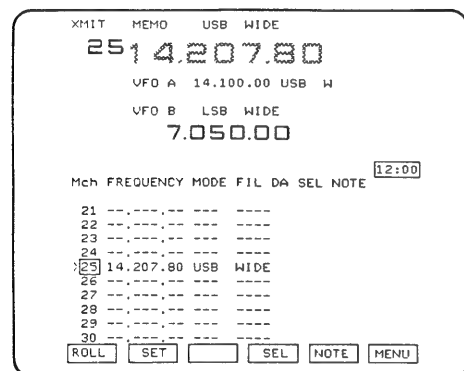 XMIT MEMO USB WIDE
25 14.207.80
VFO A 14.100.00 USB W
VFO B LSB WIDE
7.050.00
12:00
Mch FREQUENCY MODE FIL DA SEL NOTE
21 --.---.-- --- ----
22 --.---.-- --- ----
23 --.---.-- --- ----
24 --.---.-- --- ----
>25 14.207.80 USB WIDE
26 --.---.-- --- ----
27 --.---.-- --- ----
28 --.---.-- --- ----
29 --.---.-- --- ----
30 --.---.-- --- ----
ROLL SET SEL NOTE MENU